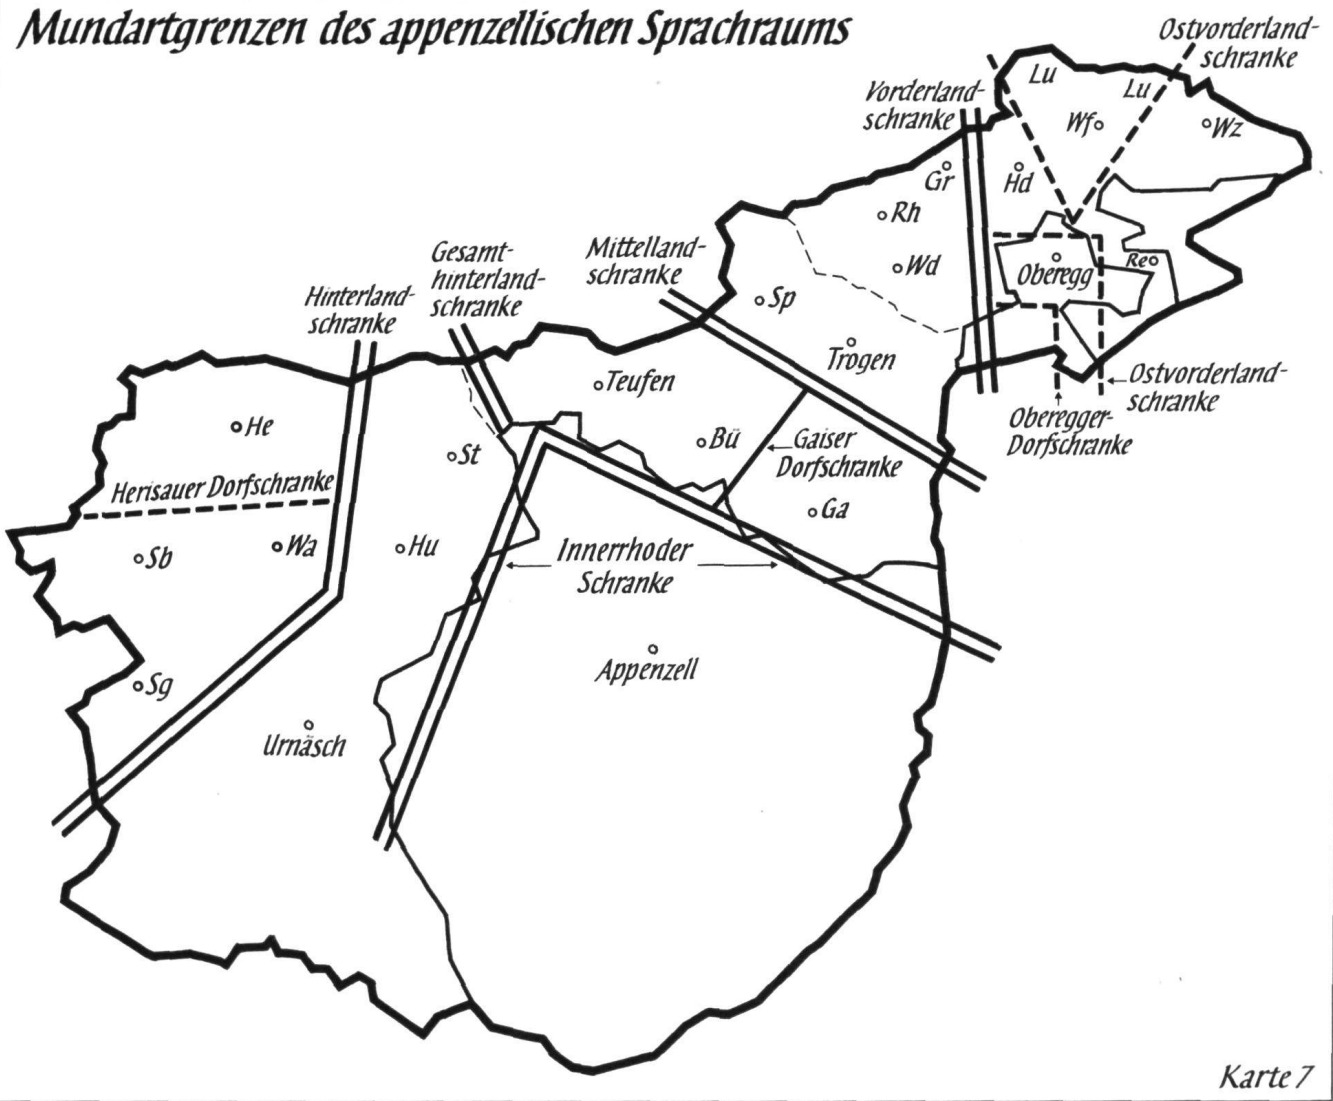 Mundartgrenzen des appenzellischen Sprachraums
Ostvorderland-
schranke
Vorderland-
schranke
Lu
Lu
Wf
Wz
Gr
Hd
Rh
Wd
Oberegg
Re
Mittelland-
schranke
Gesamt-
hinterland-
schranke
Hinterland-
schranke
Sp
Trogen
Teufen
Ostvorderland-
schranke
Oberegger-
Dorfschranke
He
St
Bü
Gaiser
Dorfschranke
Herisauer Dorfschranke
Ga
Sb
Wa
Hu
Innerrhoder
Schranke
Appenzell
Sg
Urnäsch
Karte 7